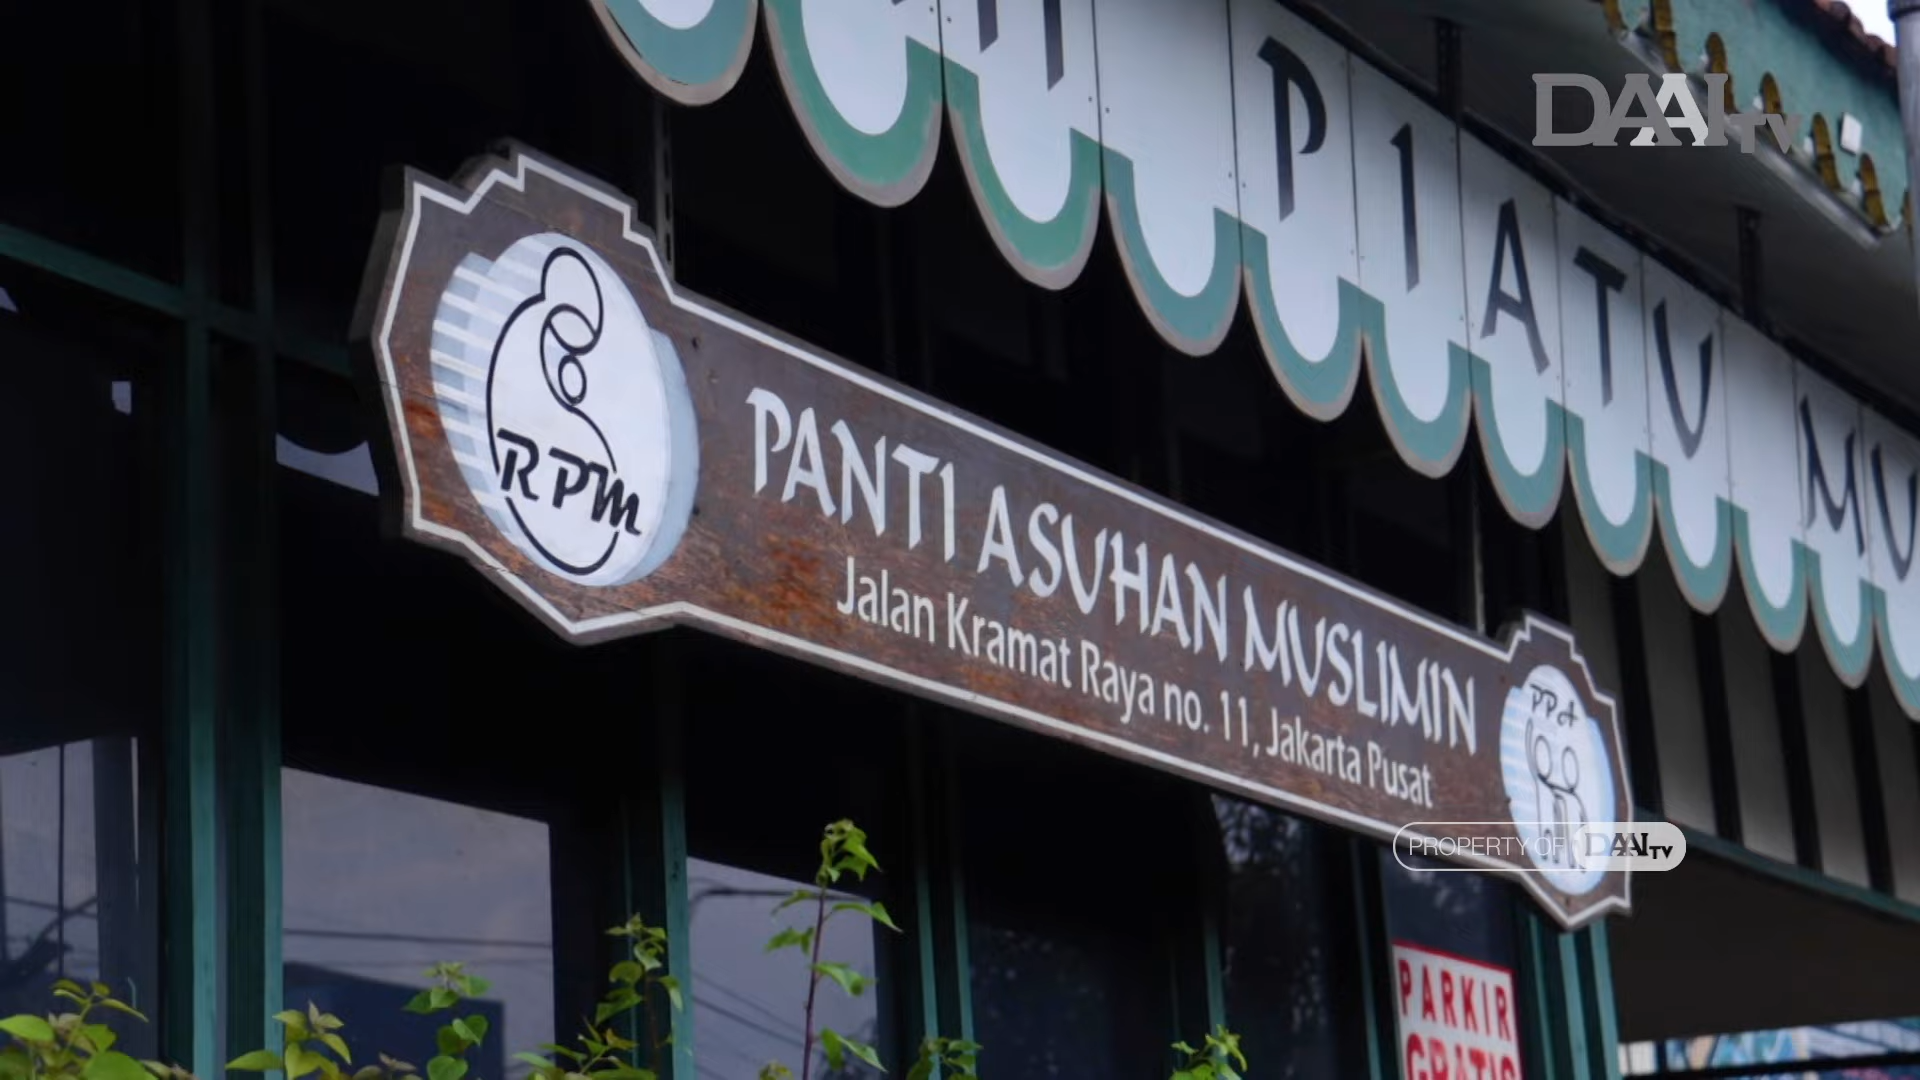 DAAI TV
PIATU MU
RPM
PANTI ASUHAN MUSLIMIN
Jalan Kramat Raya no. 11, Jakarta Pusat
PPA
PROPERTY OF DAAI TV
PARKIR
GRATIS